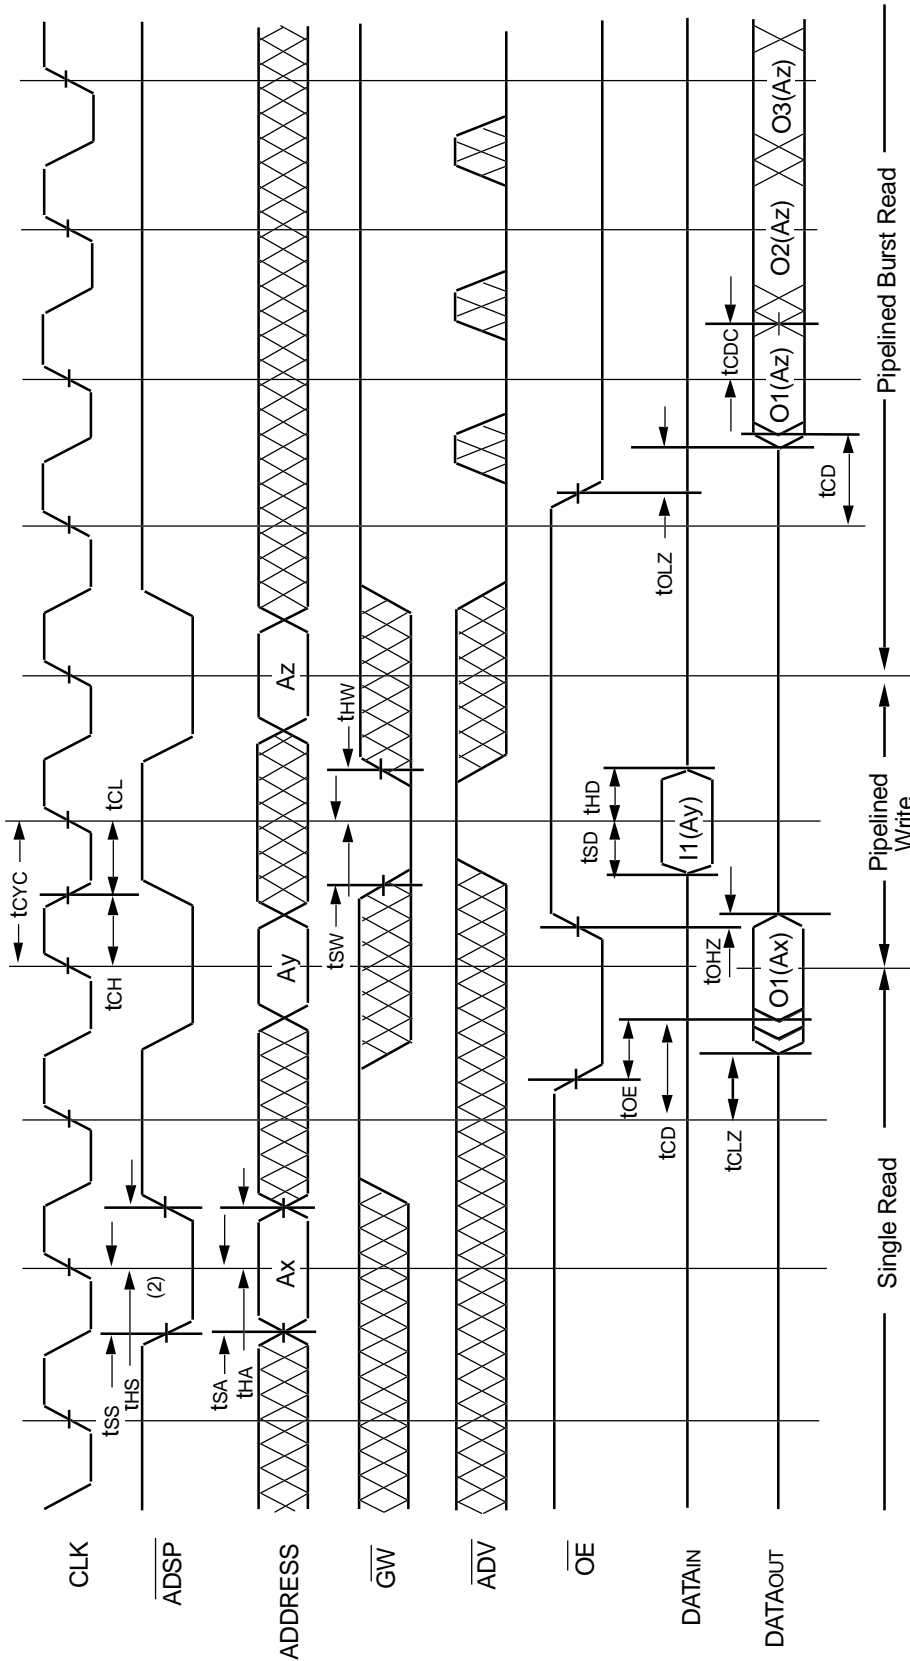 CLK
tSS
tHS
(2)
tCH
tCYC
tCL
ADSP
ADDRESS
tSA
tHA
Ax
Ay
Az
GW
tSW
tHW
ADV
OE
tOE
tOLZ
DATAIN
tCD
tOHZ
tSD
tHD
I1(Ay)
DATAOUT
tCLZ
O1(Ax)
tCDC
tCD
O1(Az)
O2(Az)
O3(Az)
Single Read
Pipelined
Write
Pipelined Burst Read